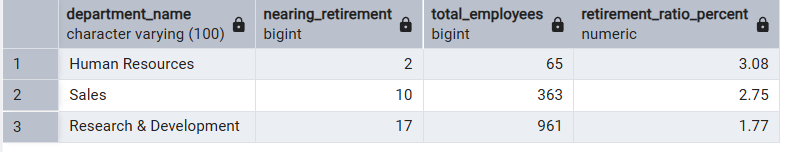 department_name nearing_retirement total_employees retirement_ratio_percent
character varying (100) bigint bigint numeric
1 Human Resources 2 65 3.08
2 Sales 10 363 2.75
3 Research & Development 17 961 1.77